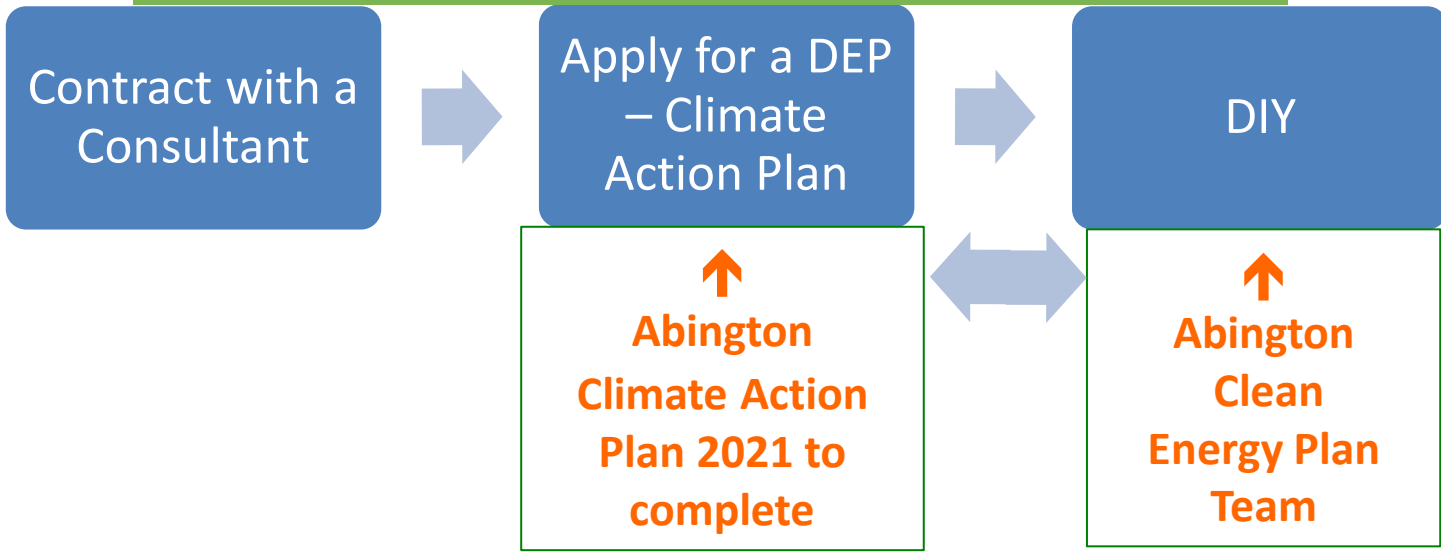 Contract with a
Consultant
Apply for a DEP
– Climate
Action Plan
DIY
Abington
Climate Action
Plan 2021 to
complete
Abington
Clean
Energy Plan
Team